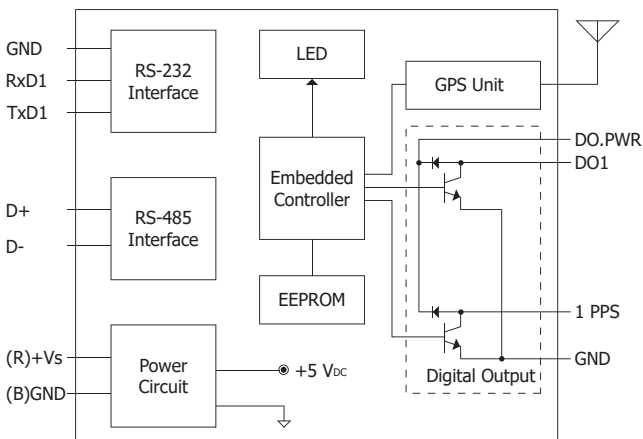 GND
RxD1
TxD1
RS-232
Interface
LED
GPS Unit
DO.PWR
DO1
D+
D-
RS-485
Interface
Embedded
Controller
EEPROM
1 PPS
GND
Digital Output
(R)+Vs
(B)GND
Power
Circuit
+5 VDC